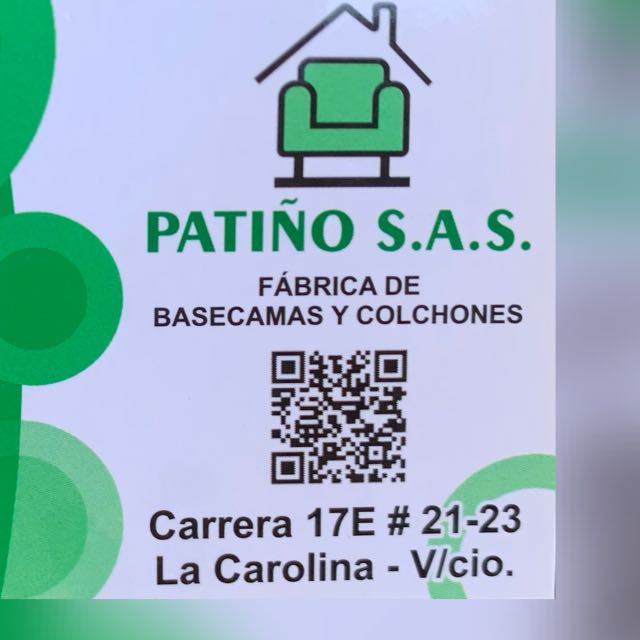 PATIÑO S.A.S.
FÁBRICA DE
BASECAMAS Y COLCHONES
Carrera 17E # 21-23
La Carolina - V/cio.